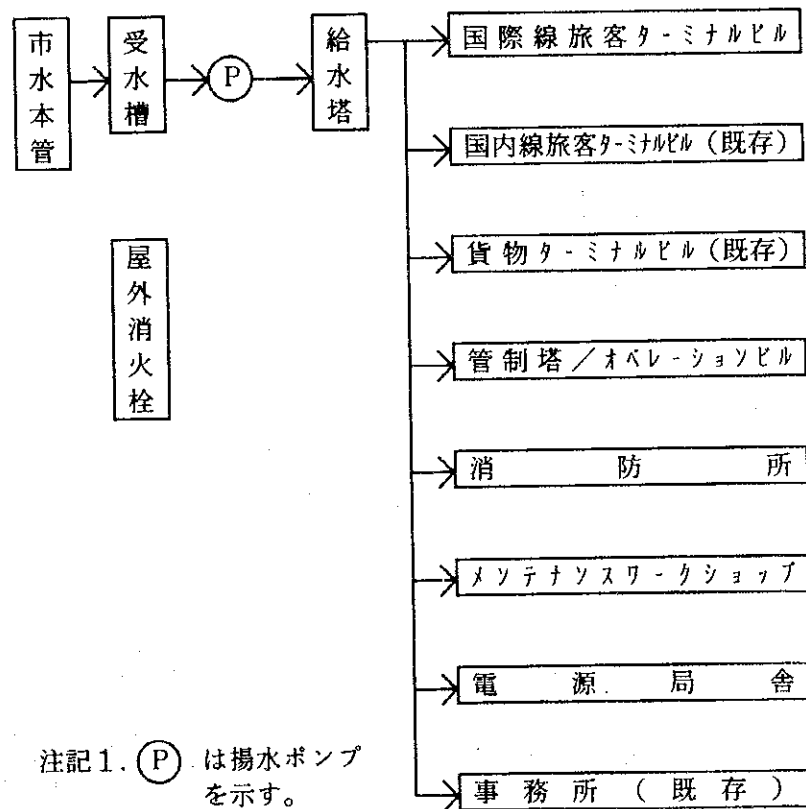 市水本管
受水槽
P
給水塔
国際線旅客ターミナルビル
国内線旅客ターミナルビル（既存）
貨物ターミナルビル（既存）
管制塔／オペレーションビル
消防所
メンテナンスワークショップ
電源局舎
事務所（既存）
屋外消火栓
注記1. P は揚水ポンプ
を示す。